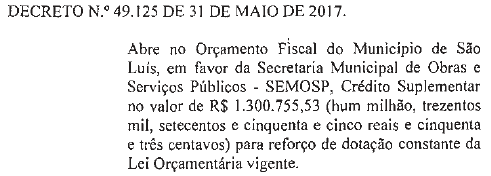 DECRETO N.º 49.125 DE 31 DE MAIO DE 2017.
Abre no Orçamento Fiscal do Município de São
Luís, em favor da Secretaria Municipal de Obras e
Serviços Públicos - SEMOSP, Crédito Suplementar
no valor de R$ 1.300.755,53 (hum milhão, trezentos
mil, setecentos e cinquenta e cinco reais e cinquenta
e três centavos) para reforço de dotação constante da
Lei Orçamentária vigente.